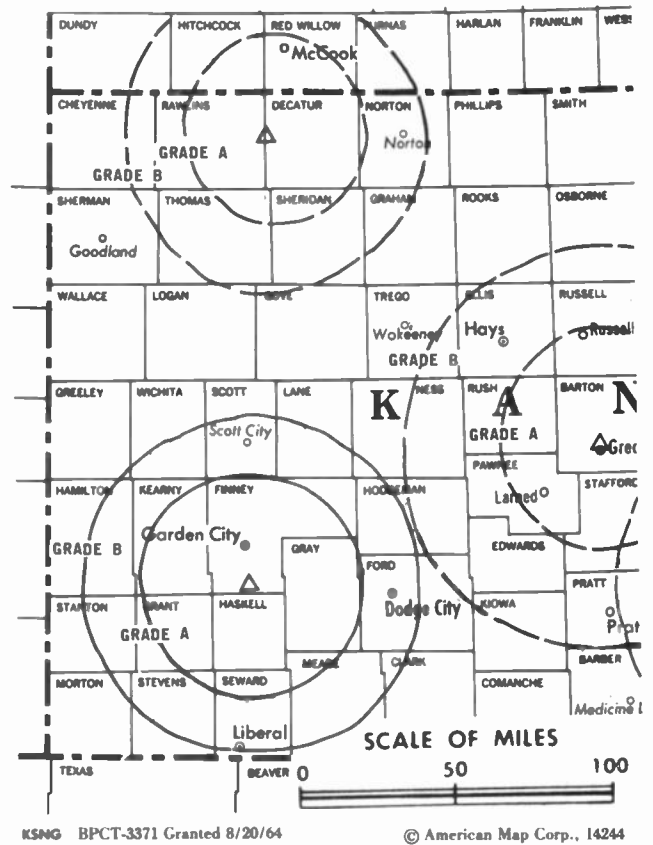 DUNDY HITCHCOCK RED WILLOW FURNAS HARLAN FRANKLIN WEBS
McCook
CHEYENNE RAWLINS DECATUR NORTON PHILLIPS SMITH
Norton
GRADE A
GRADE B
SHERMAN THOMAS SHERIDAN GRAHAM ROOKS OSBORNE
Goodland
WALLACE LOGAN GOVE TREGO ELLIS RUSSELL
Wakeeney Hays Russell
GRADE B
GREELEY WICHITA SCOTT LANE NESS RUSH BARTON
K A N
Scott City
GRADE A
Grea
PAWNEE
HAMILTON KEARNY FINNEY HODGEMAN Larned STAFFORD
Garden City
GRADE B GRAY EDWARDS
FORD
PRATT
STANTON GRANT HASKELL Dodge City KIOWA
Prat
GRADE A
MEADE CLARK BARBER
MORTON STEVENS SEWARD COMANCHE
Medicine L
Liberal
SCALE OF MILES
TEXAS BEAVER 0 50 100
KSNG BPCT-3371 Granted 8/20/64 © American Map Corp., 14244